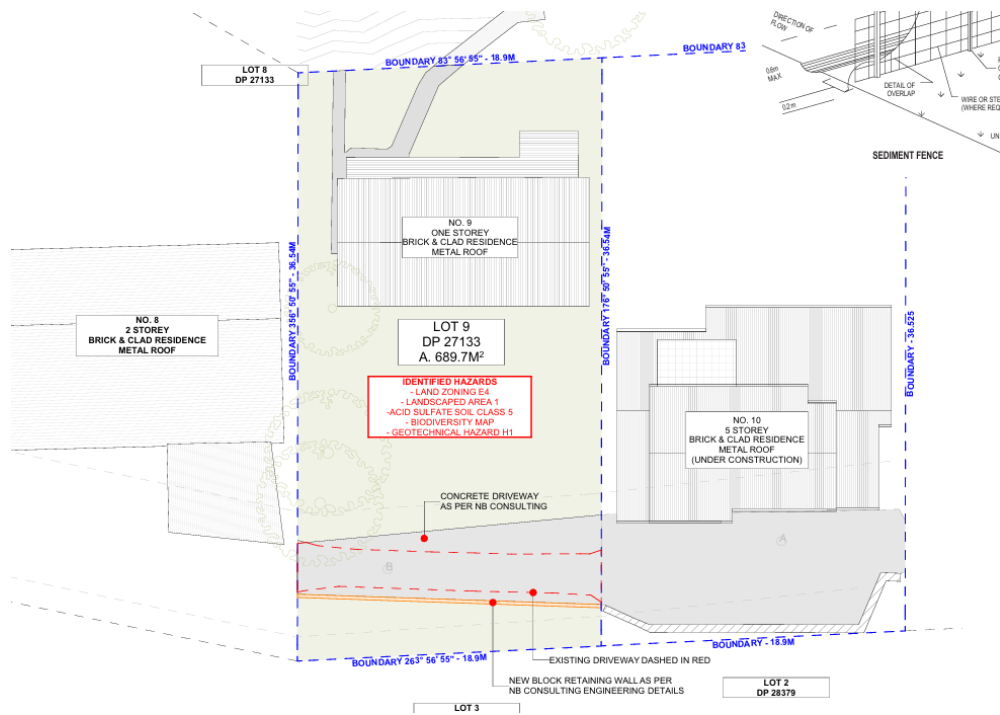 DIRECTION OF
FLOW
BOUNDARY 83° 56' 55" - 18.9M
BOUNDARY 83
LOT 8
DP 27133
0.6m
MAX
0.2m
DETAIL OF
OVERLAP
WIRE OR STE
(WHERE REQ
UN
SEDIMENT FENCE
NO. 9
ONE STOREY
BRICK & CLAD RESIDENCE
METAL ROOF
BOUNDARY 356° 50' 55" - 36.54M
BOUNDARY 176° 50' 55" - 36.54M
BOUNDARY - 36.525
NO. 8
2 STOREY
BRICK & CLAD RESIDENCE
METAL ROOF
LOT 9
DP 27133
A. 689.7M²
IDENTIFIED HAZARDS
- LAND ZONING E4
- LANDSCAPED AREA 1
-ACID SULFATE SOIL CLASS 5
- BIODIVERSITY MAP
- GEOTECHNICAL HAZARD H1
NO. 10
5 STOREY
BRICK & CLAD RESIDENCE
METAL ROOF
(UNDER CONSTRUCTION)
CONCRETE DRIVEWAY
AS PER NB CONSULTING
A
B
BOUNDARY 263° 56' 55" - 18.9M
BOUNDARY - 18.9M
EXISTING DRIVEWAY DASHED IN RED
NEW BLOCK RETAINING WALL AS PER
NB CONSULTING ENGINEERING DETAILS
LOT 2
DP 28379
LOT 3